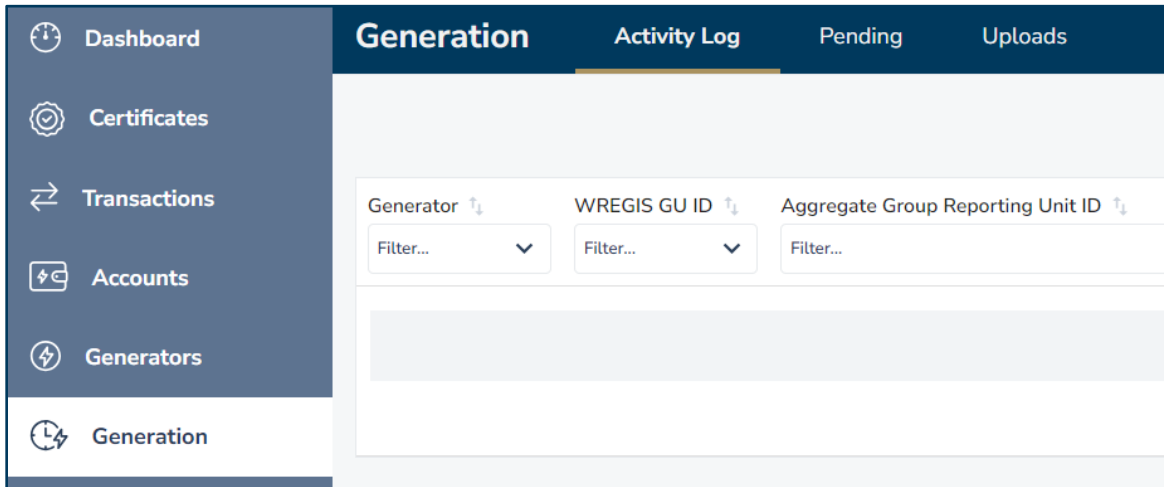 Dashboard
Certificates
Transactions
Accounts
Generators
Generation
Generation Activity Log Pending Uploads
Generator WREGIS GU ID Aggregate Group Reporting Unit ID
Filter... Filter... Filter...